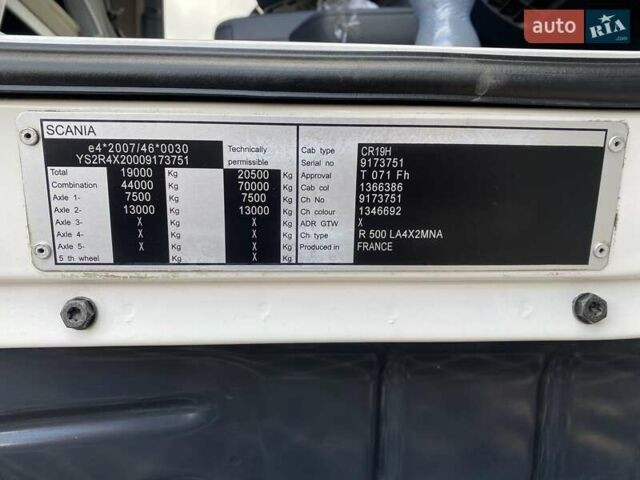 auto RIA .com
SCANIA
e4*2007/46*0030
YS2R4X20009173751
Technically permissible
Total 19000 Kg 20500 Kg
Combination 44000 Kg 70000 Kg
Axle 1- 7500 Kg 7500 Kg
Axle 2- 13000 Kg 13000 Kg
Axle 3- X Kg X Kg
Axle 4- X Kg X Kg
Axle 5- X Kg X Kg
5 th wheel X Kg X Kg
Cab type CR19H
Serial no 9173751
Approval T 071 Fh
Cab col 1366386
Ch No 9173751
Ch colour 1346692
ADR GTW X
Ch type R 500 LA4X2MNA
Produced in FRANCE